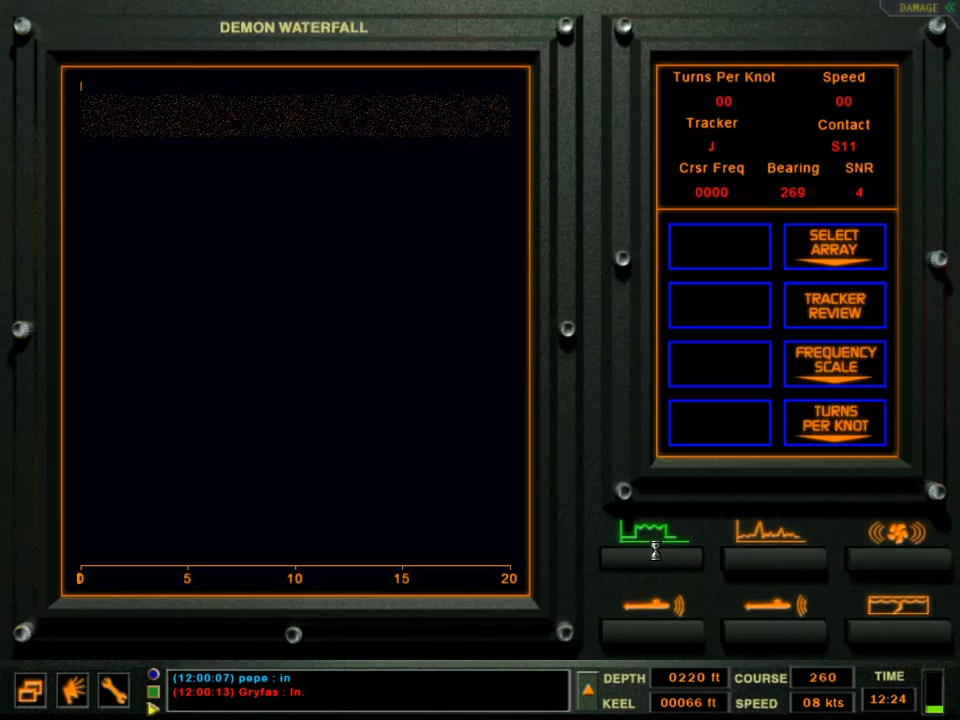 DAMAGE
DEMON WATERFALL
Turns Per Knot Speed
00 00
Tracker Contact
J S11
Crsr Freq Bearing SNR
0000 269 4
SELECT
ARRAY
TRACKER
REVIEW
FREQUENCY
SCALE
TURNS
PER KNOT
0 5 10 15 20
(12:00:07) pepe : in
(12:00:13) Gryfas : In.
DEPTH 0220 ft COURSE 260 TIME
KEEL 00066 ft SPEED 08 kts 12:24